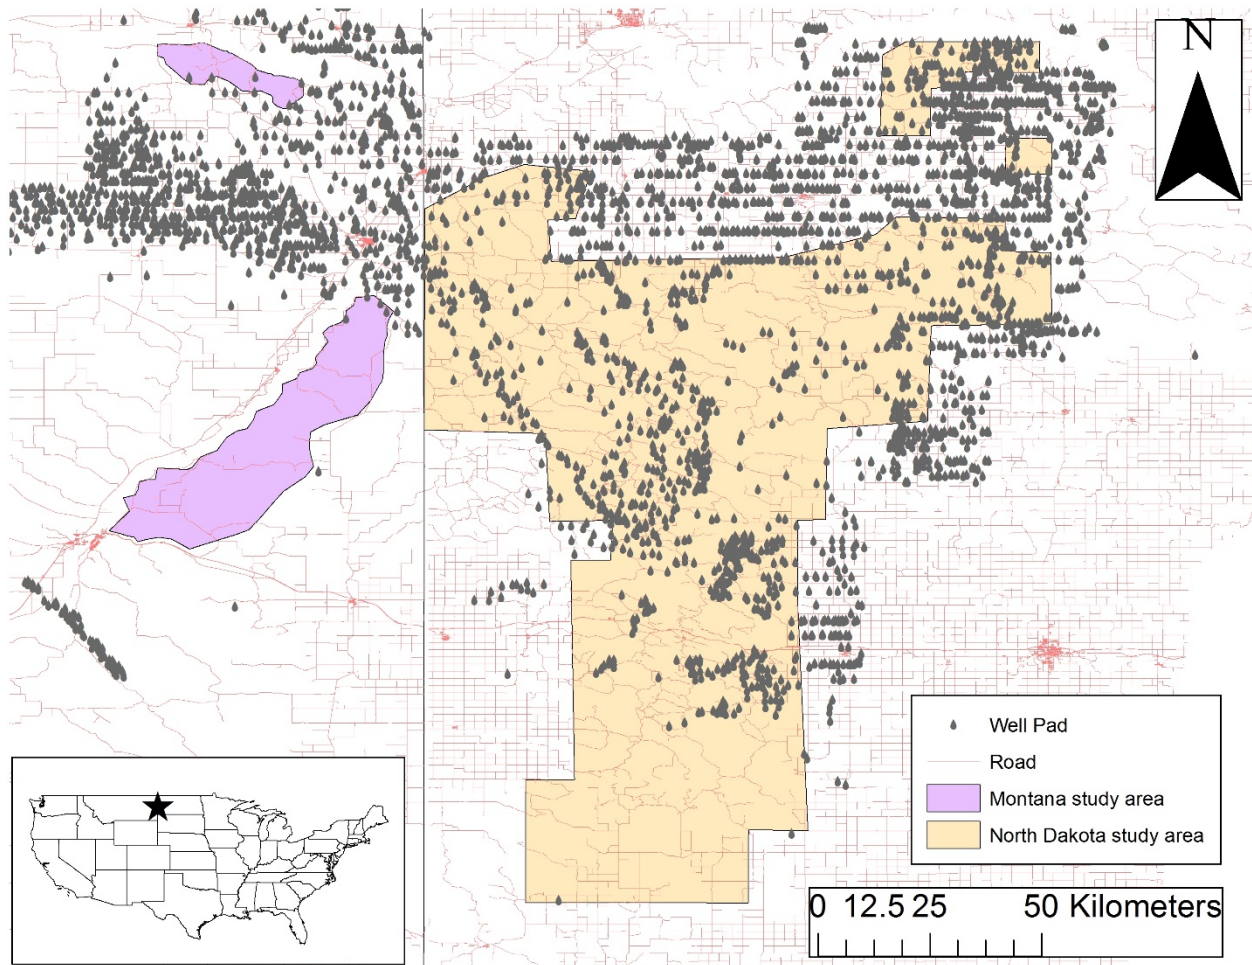 N
Well Pad
Road
Montana study area
North Dakota study area
0 12.5 25 50 Kilometers